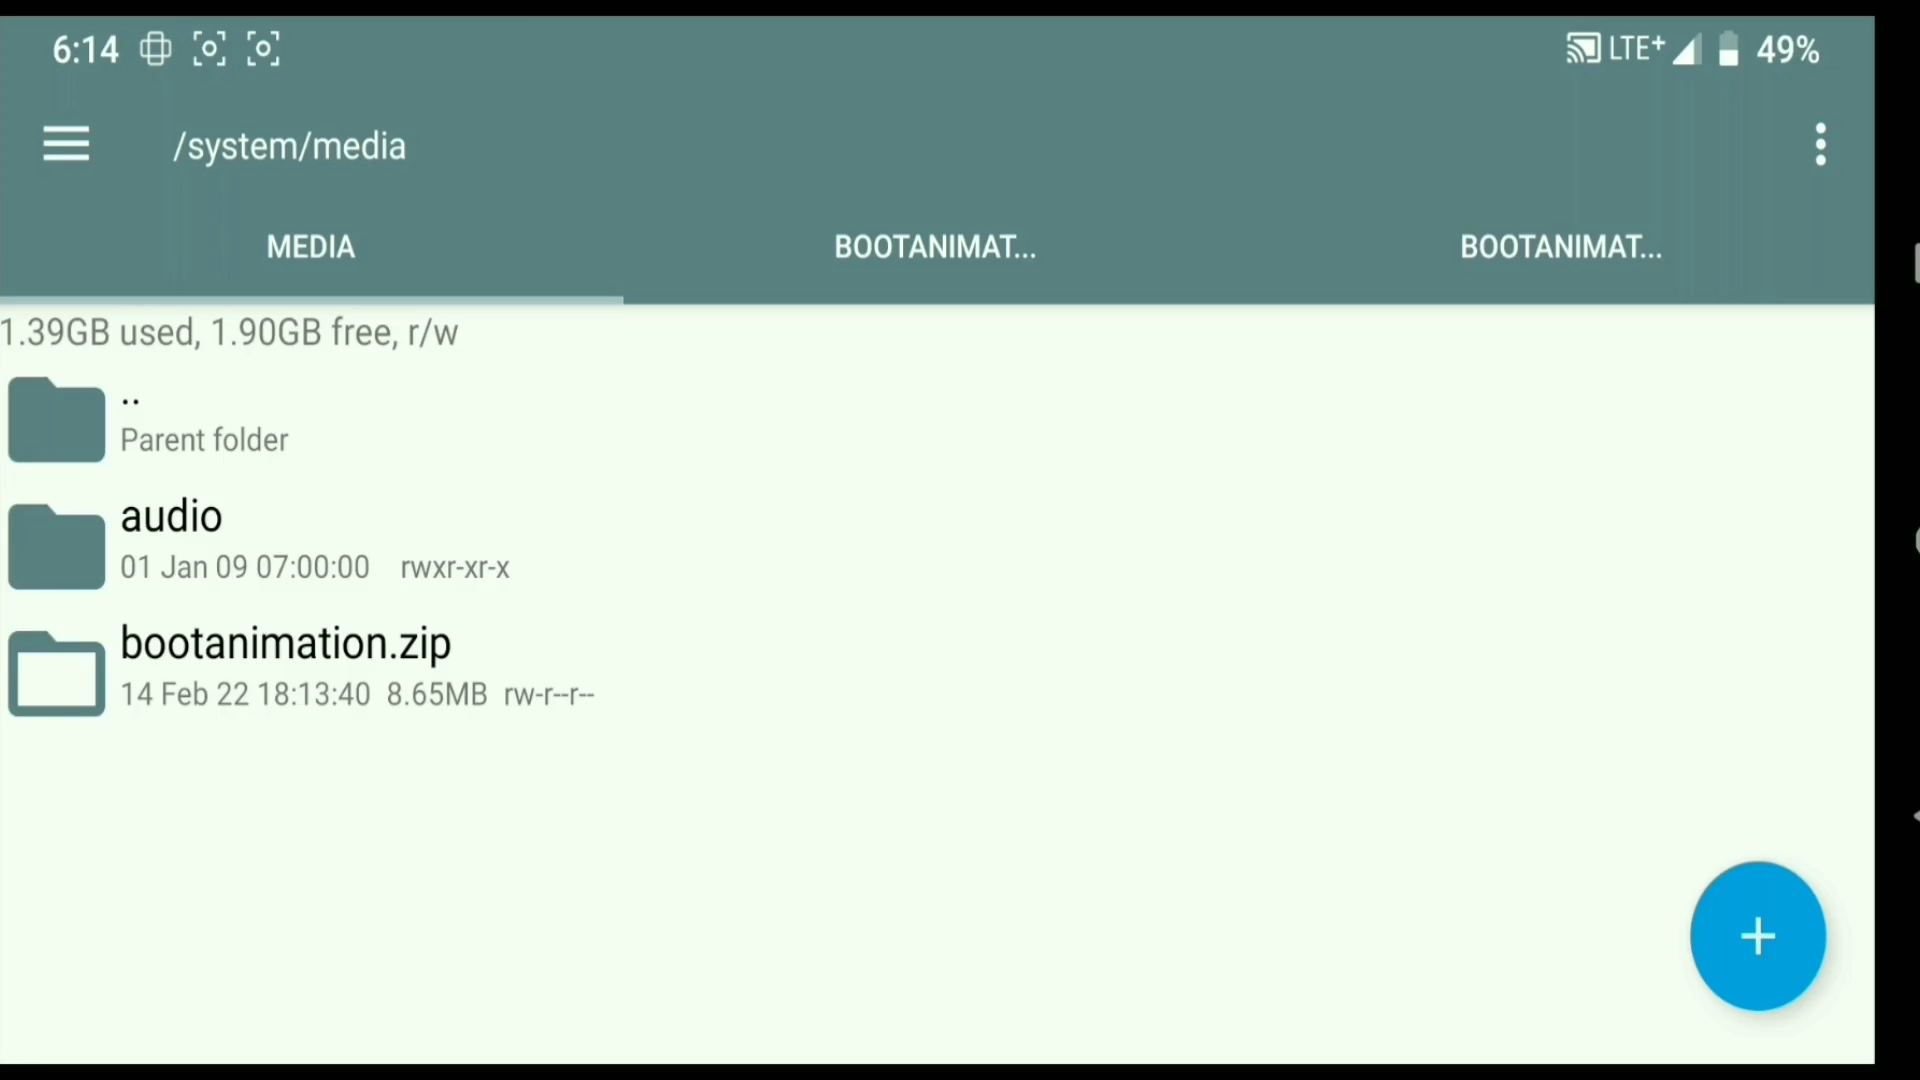 6:14 LTE+ 49%
/system/media
MEDIA BOOTANIMAT... BOOTANIMAT...
1.39GB used, 1.90GB free, r/w
..
Parent folder
audio
01 Jan 09 07:00:00 rwxr-xr-x
bootanimation.zip
14 Feb 22 18:13:40 8.65MB rw-r--r--